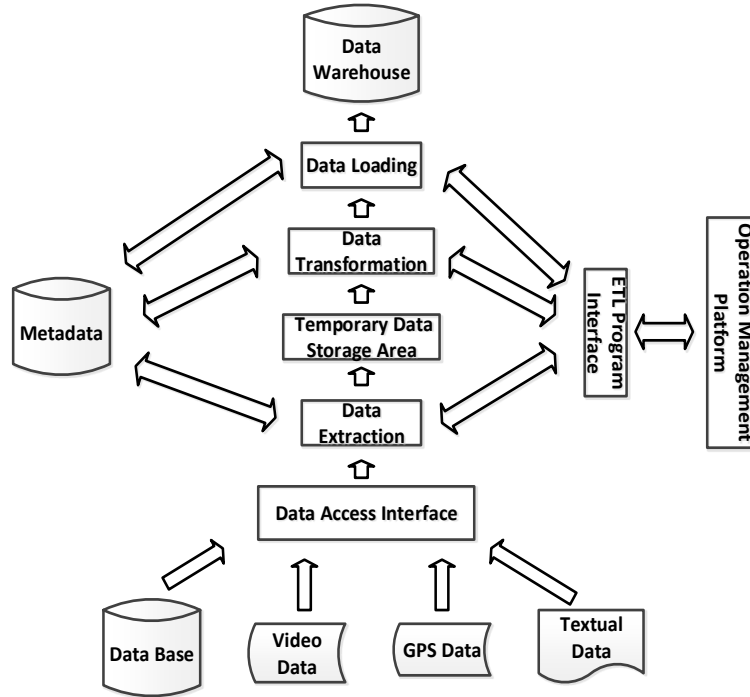 Data
Warehouse
Data Loading
Data
Transformation
Metadata
Temporary Data
Storage Area
ETL Program
Interface
Operation Management
Platform
Data
Extraction
Data Access Interface
Data Base
Video
Data
GPS Data
Textual
Data